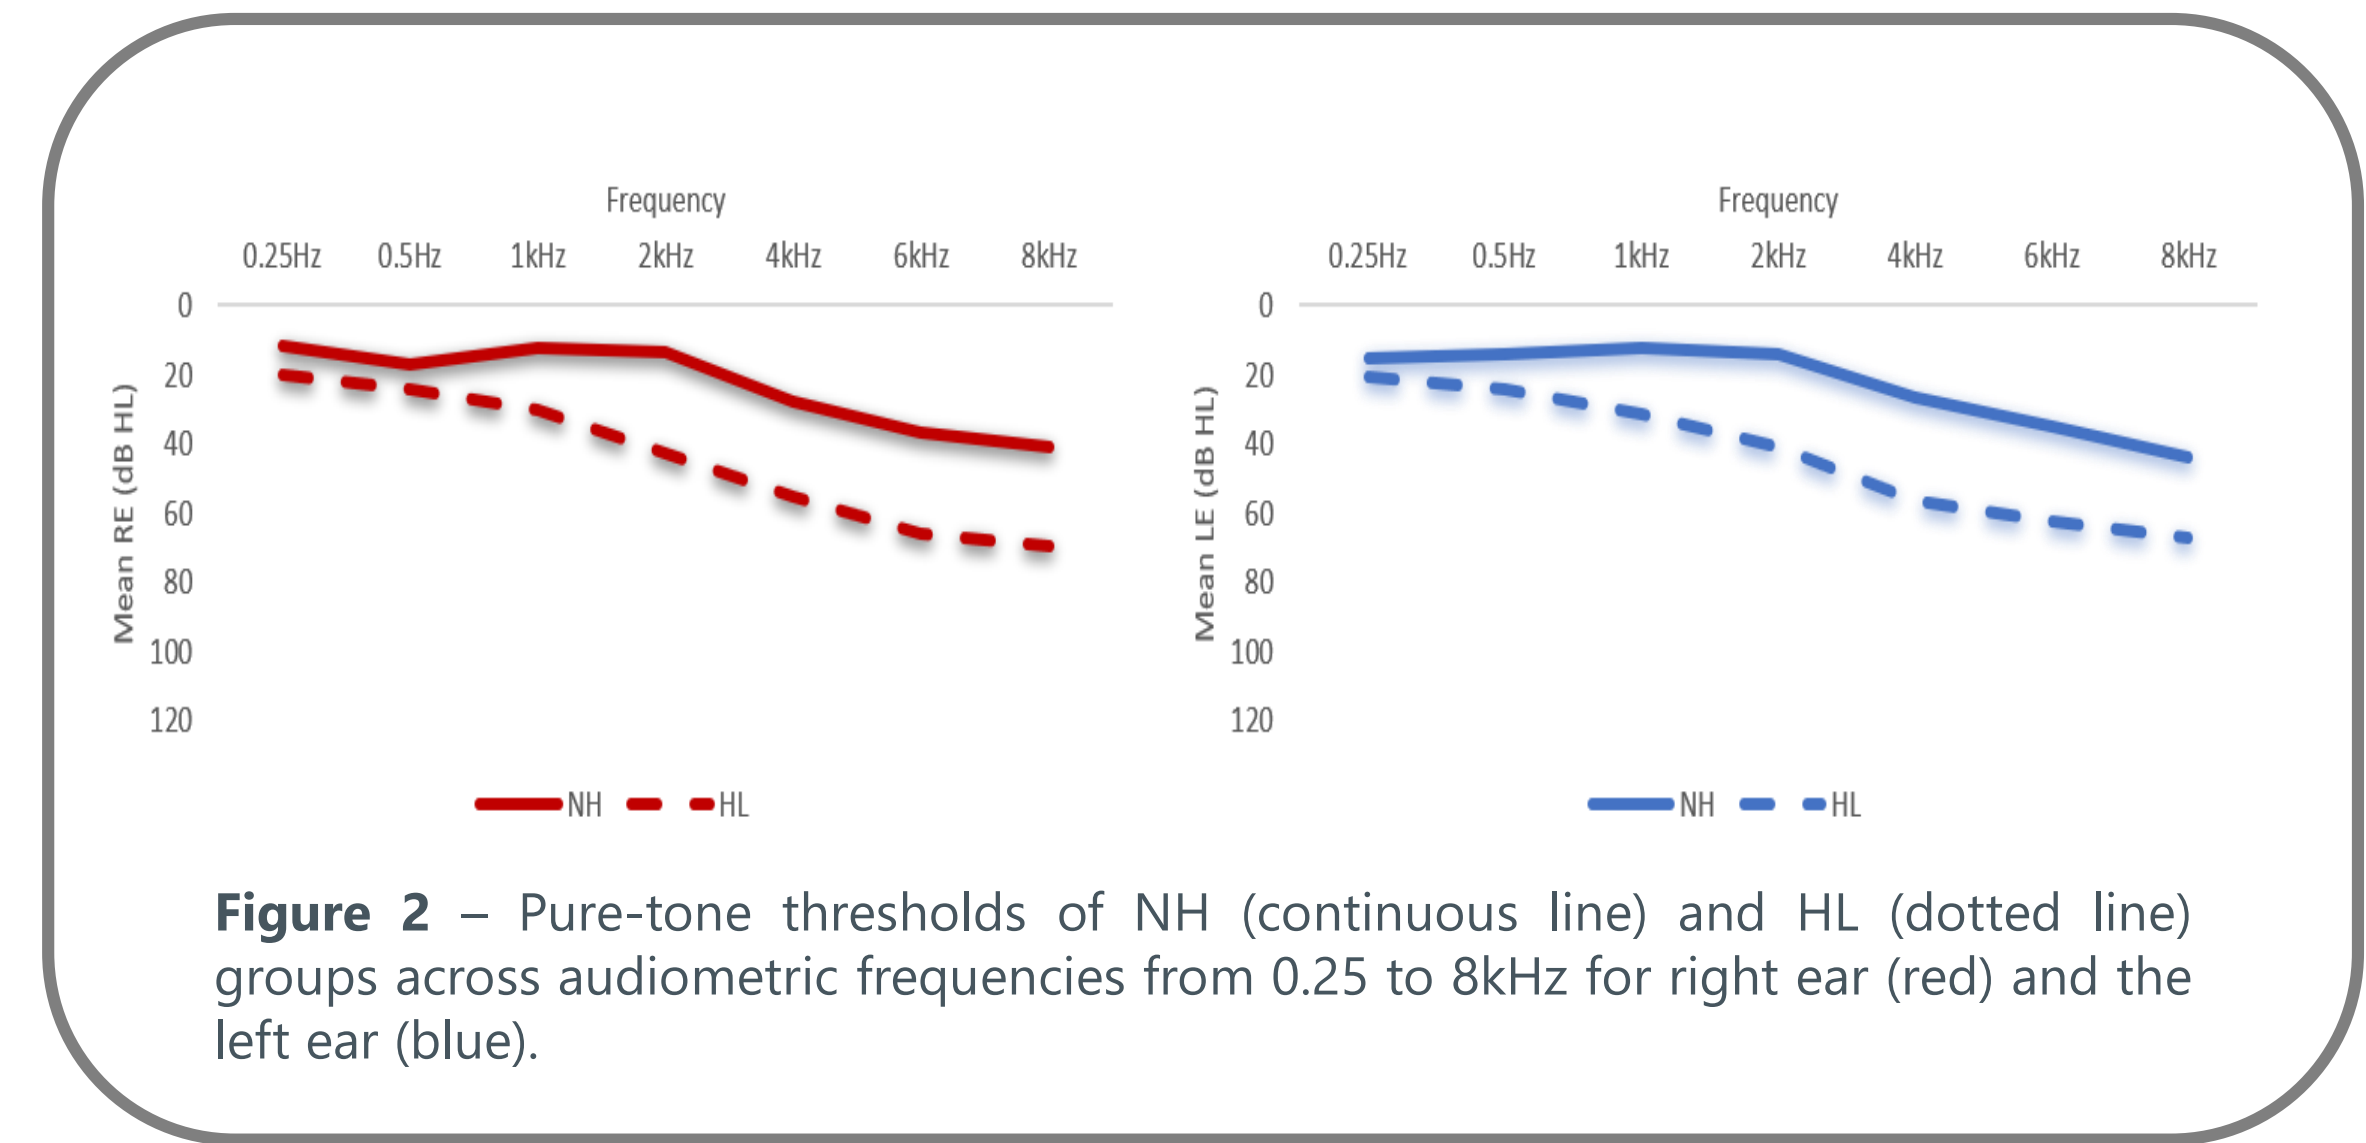 Frequency
0.25Hz 0.5Hz 1kHz 2kHz 4kHz 6kHz 8kHz
0
20
40
60
80
100
120
Mean RE (dB HL)
NH HL
Frequency
0.25Hz 0.5Hz 1kHz 2kHz 4kHz 6kHz 8kHz
0
20
40
60
80
100
120
Mean LE (dB HL)
NH HL
Figure 2 – Pure-tone thresholds of NH (continuous line) and HL (dotted line)
groups across audiometric frequencies from 0.25 to 8kHz for right ear (red) and the
left ear (blue).